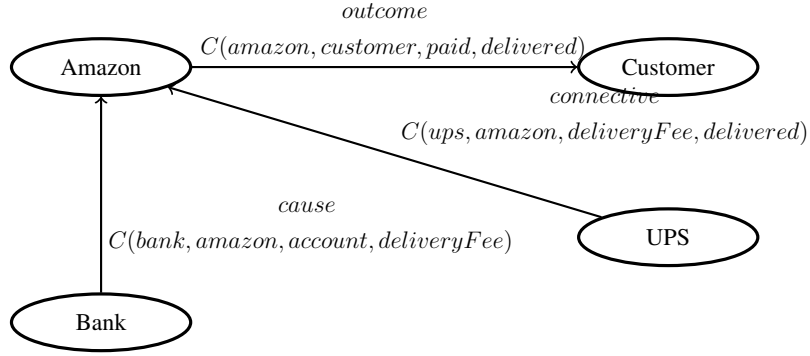 outcome
C(amazon, customer, paid, delivered)
Amazon
Customer
connective
C(ups, amazon, deliveryFee, delivered)
cause
C(bank, amazon, account, deliveryFee)
UPS
Bank